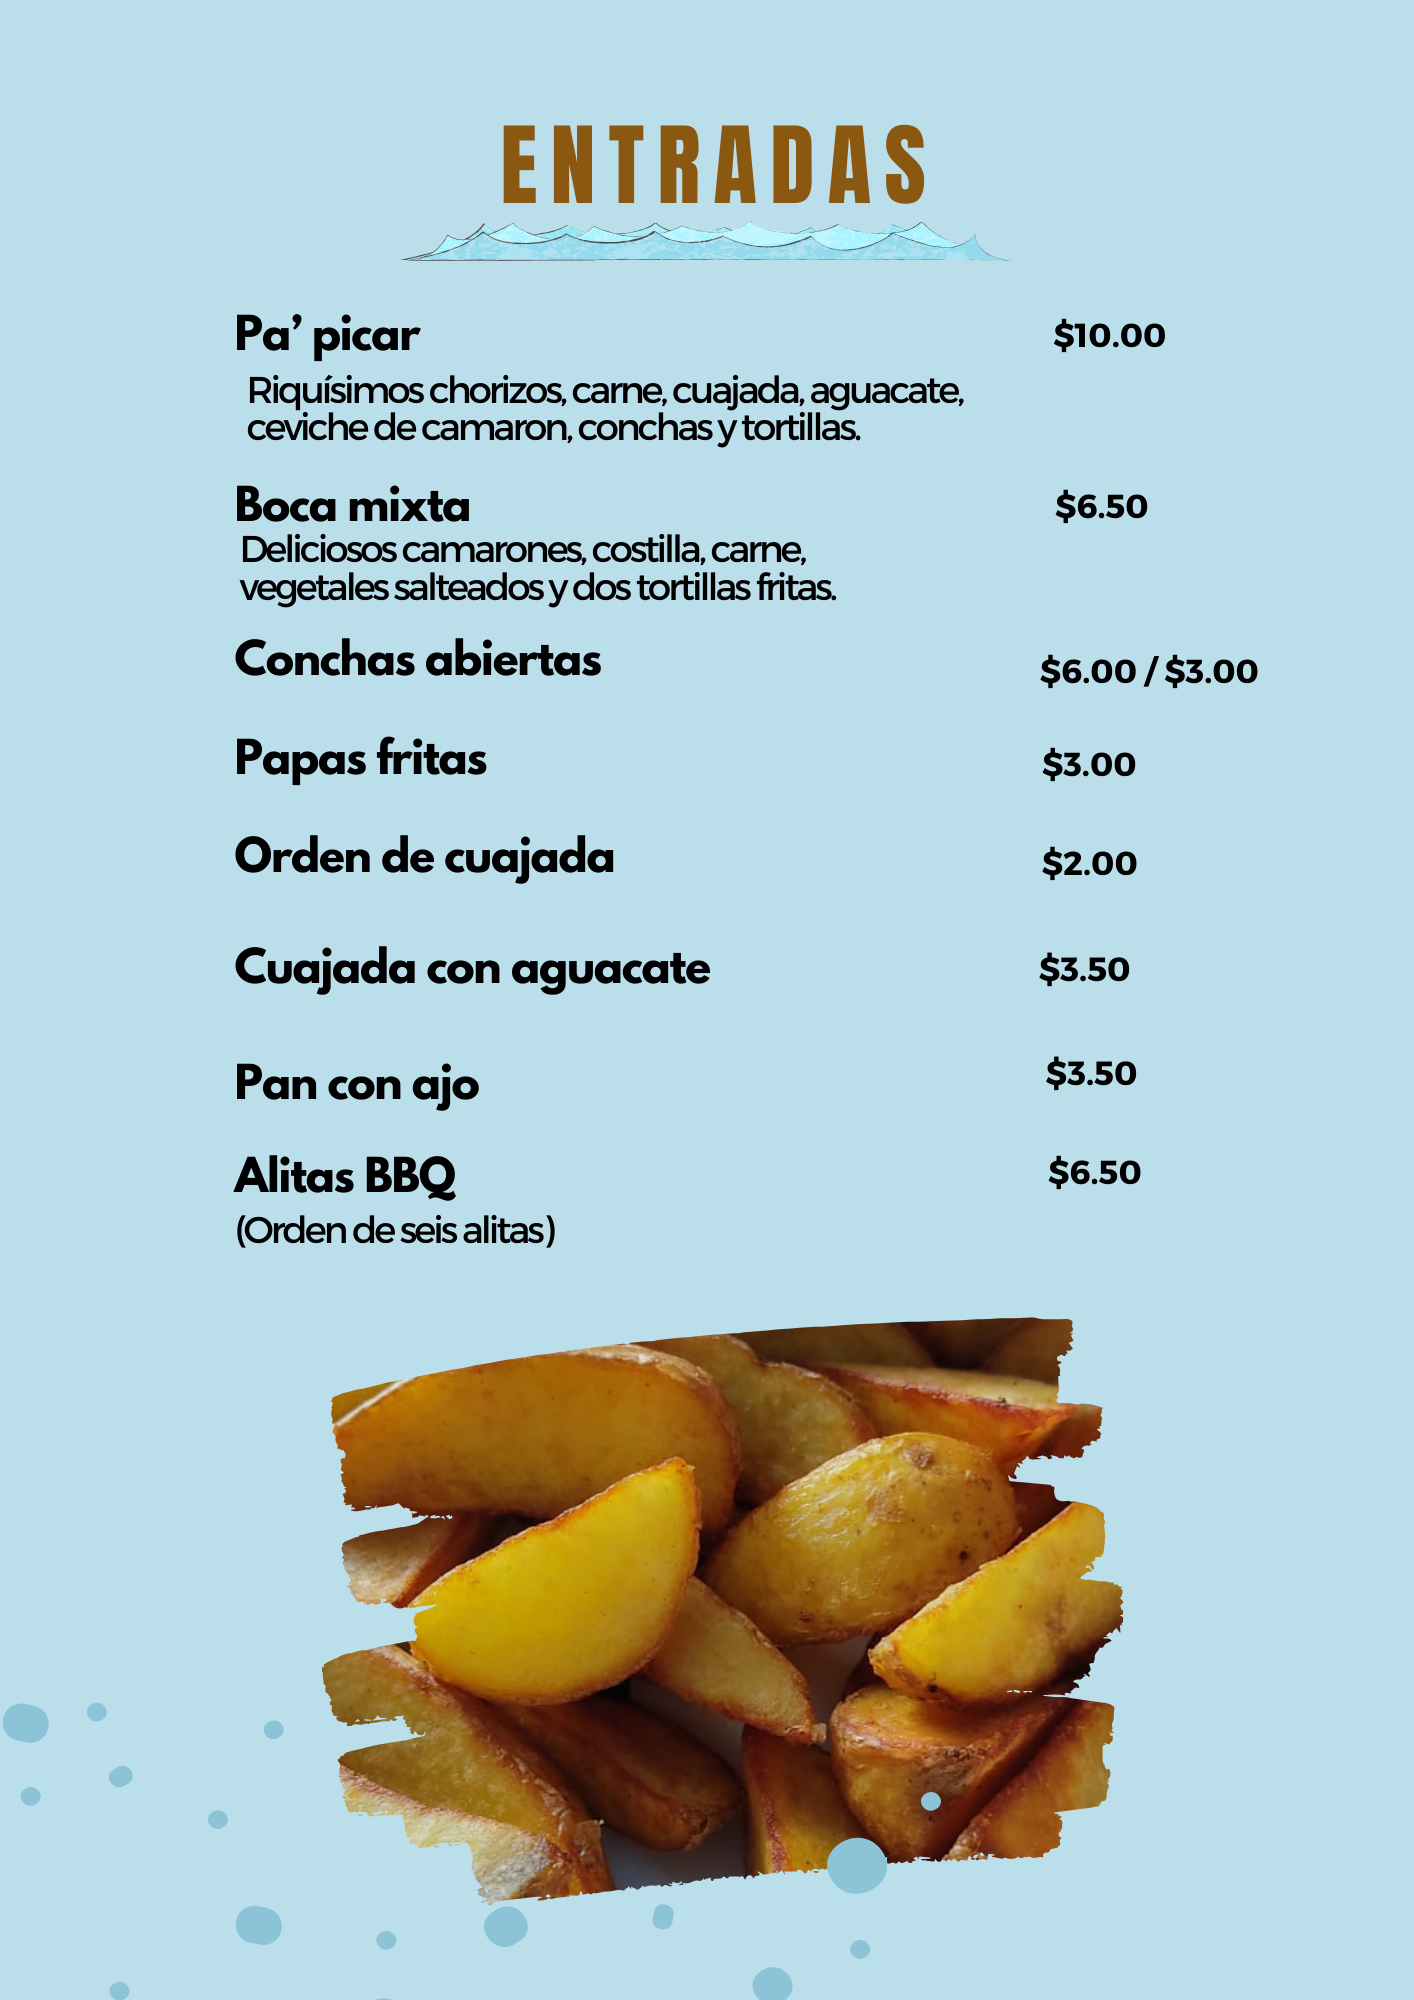 ENTRADAS
Pa’ picar $10.00
Riquísimos chorizos, carne, cuajada, aguacate,
ceviche de camaron, conchas y tortillas.
Boca mixta $6.50
Deliciosos camarones, costilla, carne,
vegetales salteados y dos tortillas fritas.
Conchas abiertas $6.00 / $3.00
Papas fritas $3.00
Orden de cuajada $2.00
Cuajada con aguacate $3.50
Pan con ajo $3.50
Alitas BBQ $6.50
(Orden de seis alitas)